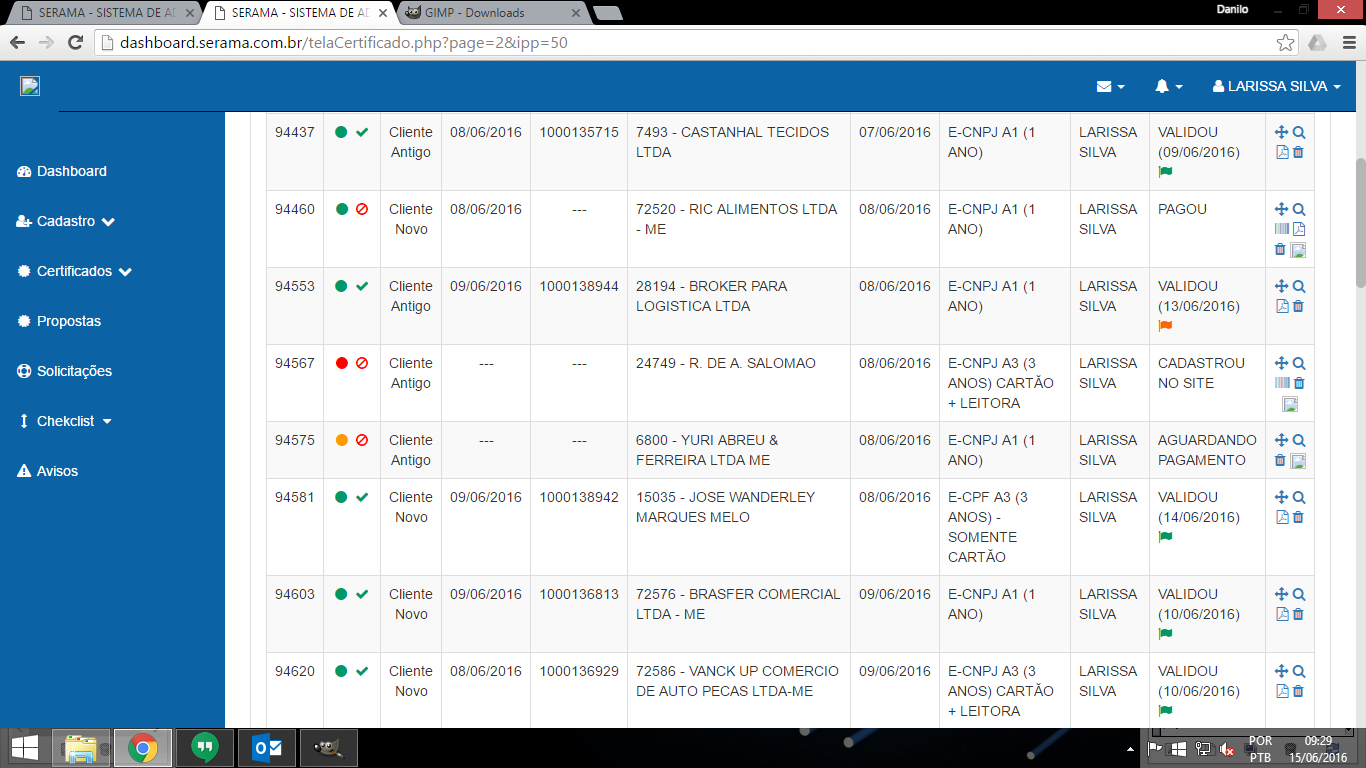 SERAMA - SISTEMA DE AD
SERAMA - SISTEMA DE AD
GIMP - Downloads
Danilo
dashboard.serama.com.br/telaCertificado.php?page=2&ipp=50
LARISSA SILVA
Dashboard
Cadastro
Certificados
Propostas
Solicitações
Chekclist
Avisos
94437 Cliente Antigo 08/06/2016 1000135715 7493 - CASTANHAL TECIDOS LTDA 07/06/2016 E-CNPJ A1 (1 ANO) LARISSA SILVA VALIDOU (09/06/2016)
94460 Cliente Novo 08/06/2016 --- 72520 - RIC ALIMENTOS LTDA - ME 08/06/2016 E-CNPJ A1 (1 ANO) LARISSA SILVA PAGOU
94553 Cliente Antigo 09/06/2016 1000138944 28194 - BROKER PARA LOGISTICA LTDA 08/06/2016 E-CNPJ A1 (1 ANO) LARISSA SILVA VALIDOU (13/06/2016)
94567 Cliente Antigo --- --- 24749 - R. DE A. SALOMAO 08/06/2016 E-CNPJ A3 (3 ANOS) CARTÃO + LEITORA LARISSA SILVA CADASTROU NO SITE
94575 Cliente Antigo --- --- 6800 - YURI ABREU & FERREIRA LTDA ME 08/06/2016 E-CNPJ A1 (1 ANO) LARISSA SILVA AGUARDANDO PAGAMENTO
94581 Cliente Novo 09/06/2016 1000138942 15035 - JOSE WANDERLEY MARQUES MELO 08/06/2016 E-CPF A3 (3 ANOS) - SOMENTE CARTÃO LARISSA SILVA VALIDOU (14/06/2016)
94603 Cliente Novo 09/06/2016 1000136813 72576 - BRASFER COMERCIAL LTDA - ME 09/06/2016 E-CNPJ A1 (1 ANO) LARISSA SILVA VALIDOU (10/06/2016)
94620 Cliente Novo 08/06/2016 1000136929 72586 - VANCK UP COMERCIO DE AUTO PECAS LTDA-ME 09/06/2016 E-CNPJ A3 (3 ANOS) CARTÃO + LEITORA LARISSA SILVA VALIDOU (10/06/2016)
POR
PTB
09:29
15/06/2016